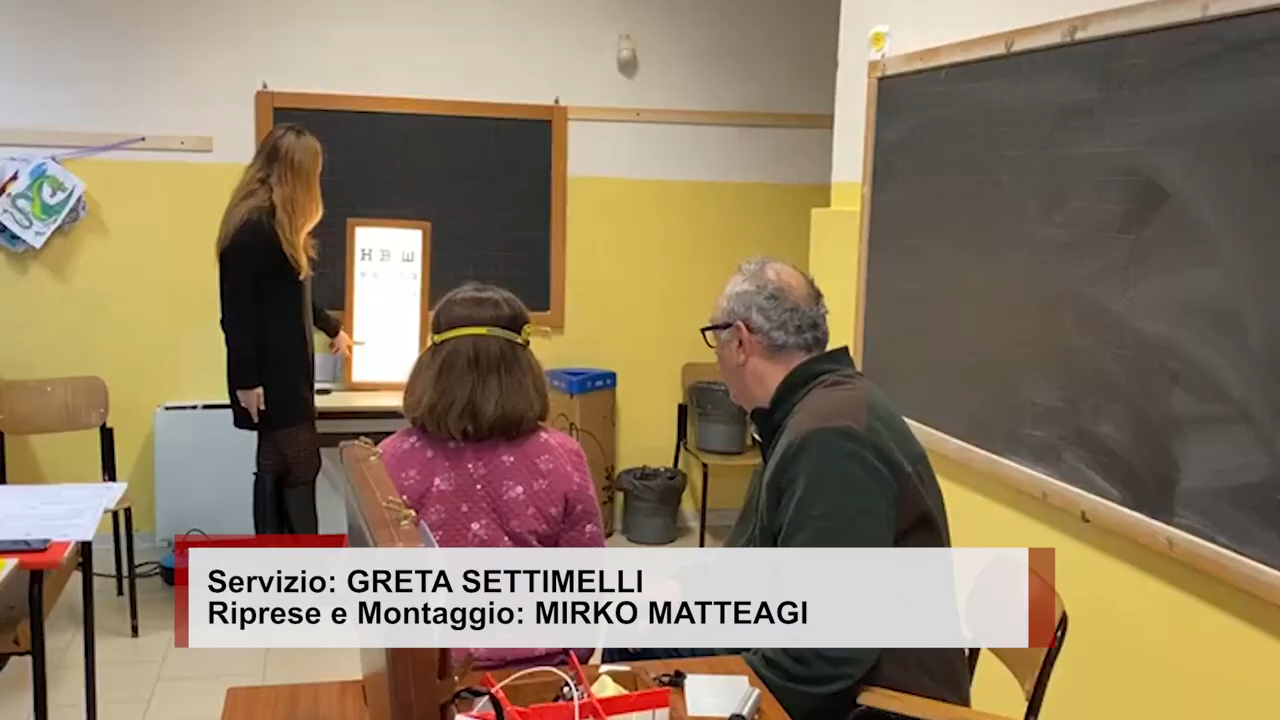 H B Ш
Servizio: GRETA SETTIMELLI
Riprese e Montaggio: MIRKO MATTEAGI